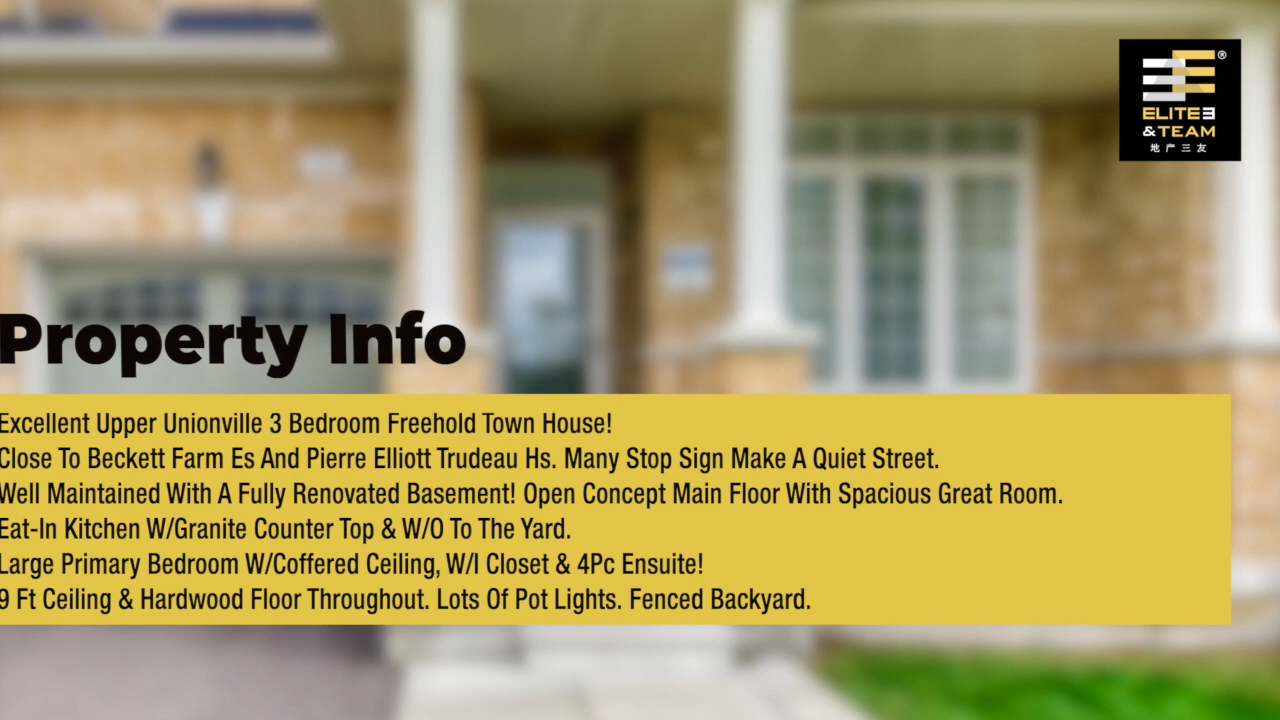 ELITE3
&TEAM
地产三友
®
Property Info
Excellent Upper Unionville 3 Bedroom Freehold Town House!
Close To Beckett Farm Es And Pierre Elliott Trudeau Hs. Many Stop Sign Make A Quiet Street.
Well Maintained With A Fully Renovated Basement! Open Concept Main Floor With Spacious Great Room.
Eat-In Kitchen W/Granite Counter Top & W/O To The Yard.
Large Primary Bedroom W/Coffered Ceiling, W/I Closet & 4Pc Ensuite!
9 Ft Ceiling & Hardwood Floor Throughout. Lots Of Pot Lights. Fenced Backyard.